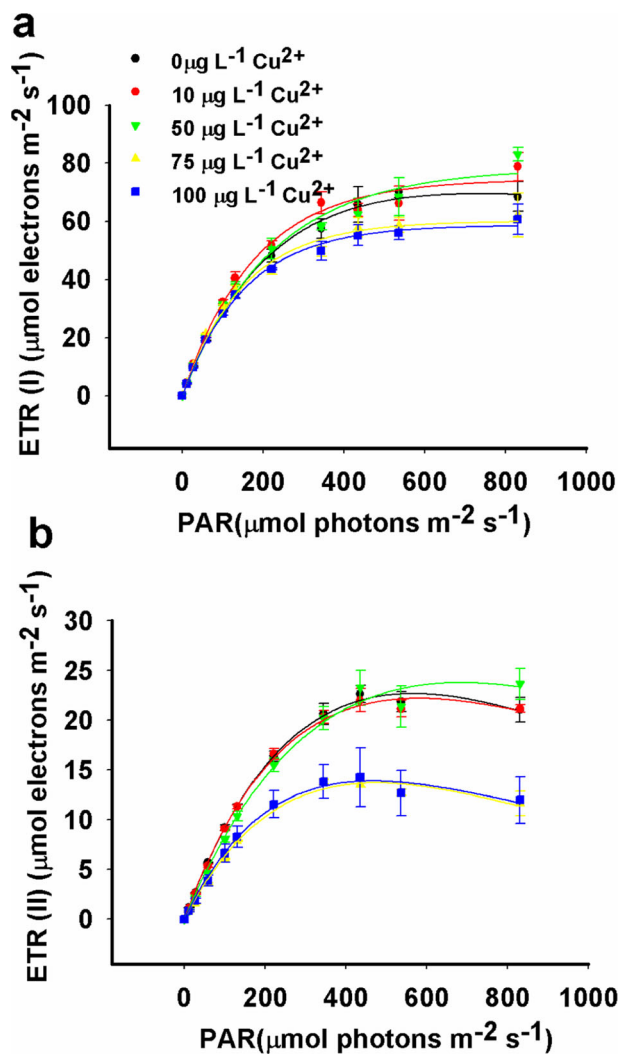 a
0μg L-1 Cu2+
10 μg L-1 Cu2+
50 μg L-1 Cu2+
75 μg L-1 Cu2+
100 μg L-1 Cu2+
ETR (I) (μmol electrons m-2 s-1)
100
80
60
40
20
0
0 200 400 600 800 1000
PAR(μmol photons m-2 s-1)
b
ETR (III) (μmol electrons m-2 s-1)
30
25
20
15
10
5
0
0 200 400 600 800 1000
PAR(μmol photons m-2 s-1)